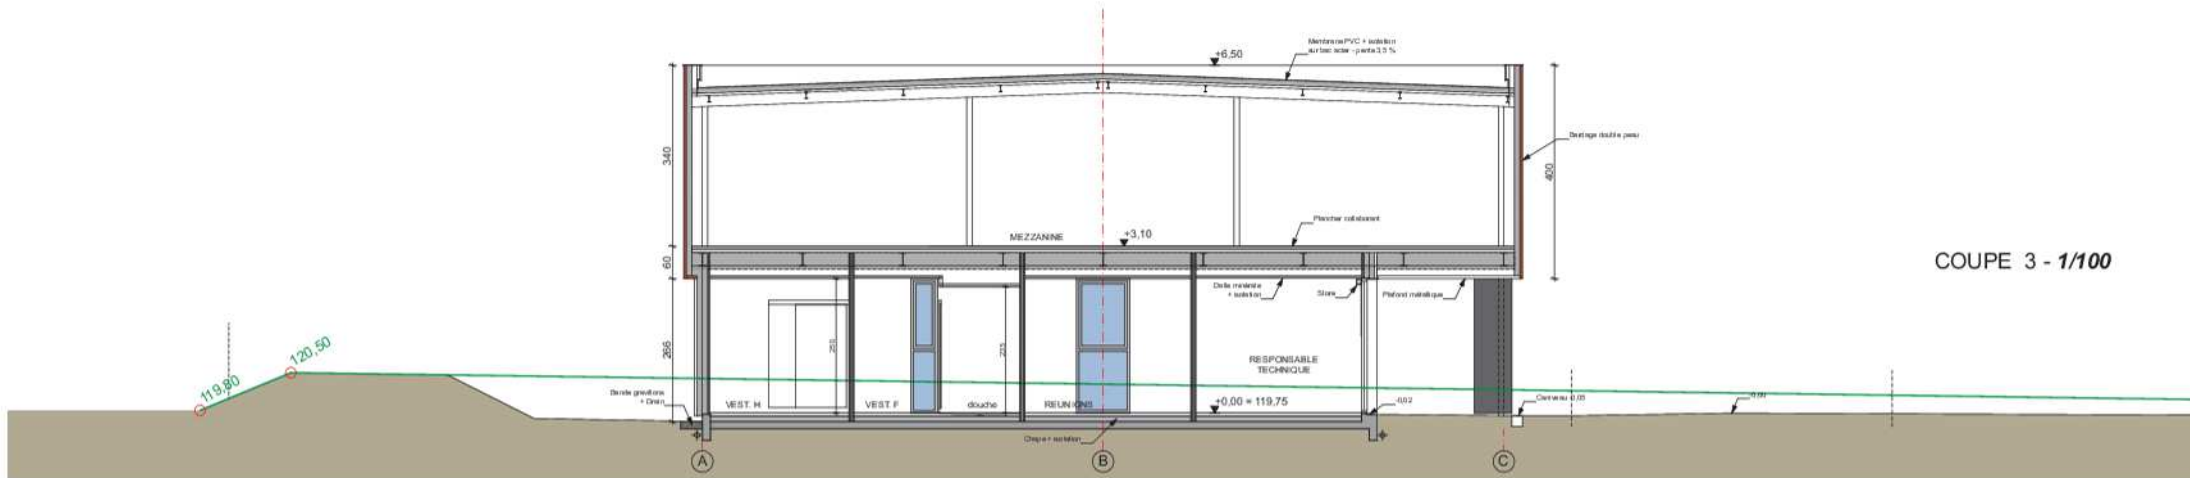 +6,50
Membrane PVC + isolation
sur bac acier - pente 3.5 %
340
400
Bardage double peau
MEZZANINE
+3,10
Plancher collaborant
60
COUPE 3 - 1/100
Dalle minérale
+ isolation
Store
Plafond métallique
266
250
235
119,80
120,50
RESPONSABLE
TECHNIQUE
Bande gravillons
+ Drain
VEST. H
VEST. F
douche
REUNIONS
+0,00 = 119,75
-0,02
Caniveau -0,05
Chape + isolation
A
B
C